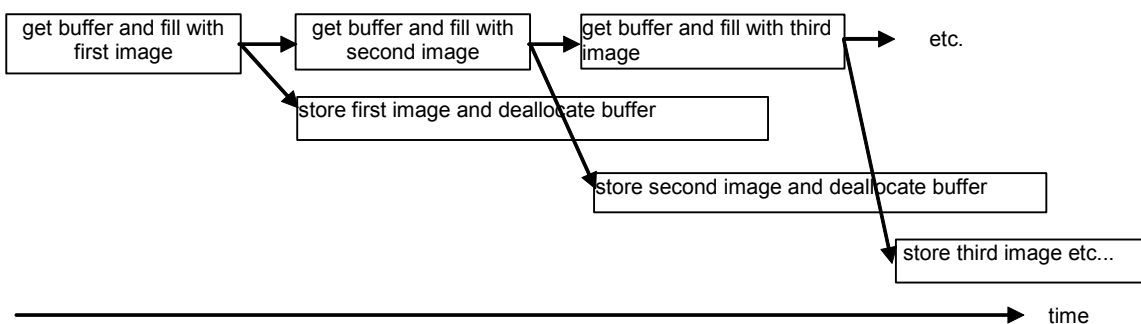 get buffer and fill with
first image
get buffer and fill with
second image
get buffer and fill with third
image
etc.
store first image and deallocate buffer
store second image and deallocate buffer
store third image etc...
time